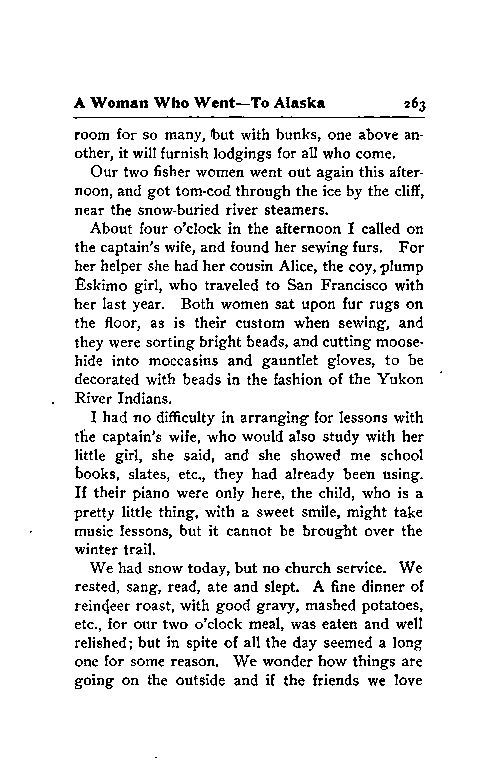 A Woman Who Went—To Alaska 263
room for so many, but with bunks, one above an-
other, it will furnish lodgings for all who come.
Our two fisher women went out again this after-
noon, and got tom-cod through the ice by the cliff,
near the snow-buried river steamers.
About four o'clock in the afternoon I called on
the captain's wife, and found her sewing furs. For
her helper she had her cousin Alice, the coy, plump
Eskimo girl, who traveled to San Francisco with
her last year. Both women sat upon fur rugs on
the floor, as is their custom when sewing, and
they were sorting bright beads, and cutting moose-
hide into moccasins and gauntlet gloves, to be
decorated with beads in the fashion of the Yukon
River Indians.
I had no difficulty in arranging for lessons with
the captain's wife, who would also study with her
little girl, she said, and she showed me school
books, slates, etc., they had already been using.
If their piano were only here, the child, who is a
pretty little thing, with a sweet smile, might take
music lessons, but it cannot be brought over the
winter trail.
We had snow today, but no church service. We
rested, sang, read, ate and slept. A fine dinner of
reindeer roast, with good gravy, mashed potatoes,
etc., for our two o'clock meal, was eaten and well
relished; but in spite of all the day seemed a long
one for some reason. We wonder how things are
going on the outside and if the friends we love